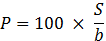 P = 100 × S/b